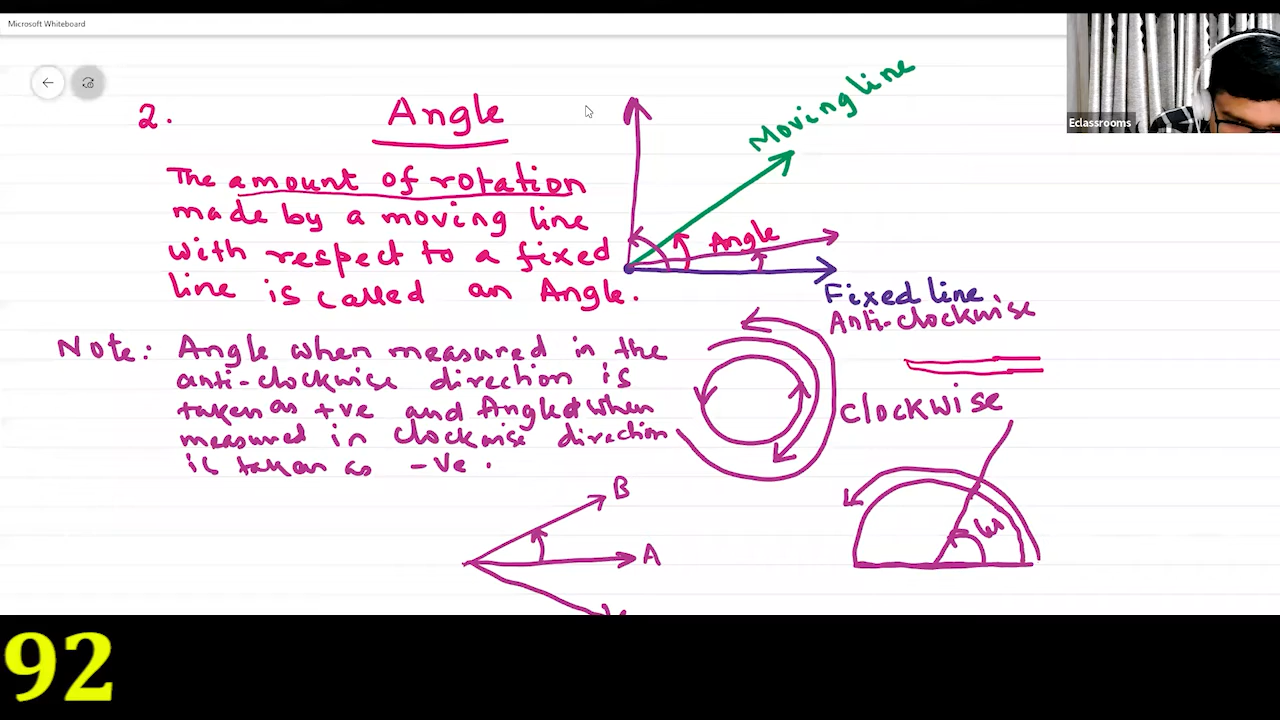 Microsoft Whiteboard
Eclassrooms
2.
Angle
The amount of rotation
made by a moving line
with respect to a fixed
line is called an Angle.
Moving line
Angle
Fixed line
Anti-clockwise
Clockwise
Note: Angle when measured in the
anti-clockwise direction is
taken as +ve and Angle when
measured in clockwise direction
is taken as -ve.
B
A
92